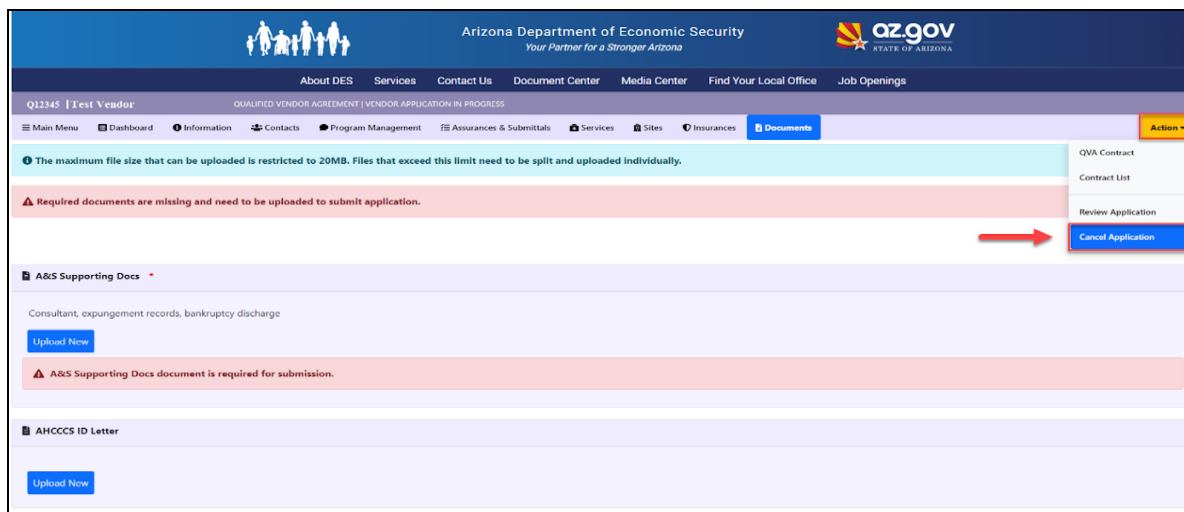 Arizona Department of Economic Security
Your Partner for a Stronger Arizona
az.gov
STATE OF ARIZONA
About DES Services Contact Us Document Center Media Center Find Your Local Office Job Openings
Q12345 |Test Vendor QUALIFIED VENDOR AGREEMENT | VENDOR APPLICATION IN PROGRESS
Main Menu Dashboard Information Contacts Program Management Assurances & Submittals Services Sites Insurances Documents Action
The maximum file size that can be uploaded is restricted to 20MB. Files that exceed this limit need to be split and uploaded individually.
QVA Contract
Contract List
Required documents are missing and need to be uploaded to submit application.
Review Application
Cancel Application
A&S Supporting Docs *
Consultant, expungement records, bankruptcy discharge
Upload New
A&S Supporting Docs document is required for submission.
AHCCCS ID Letter
Upload New